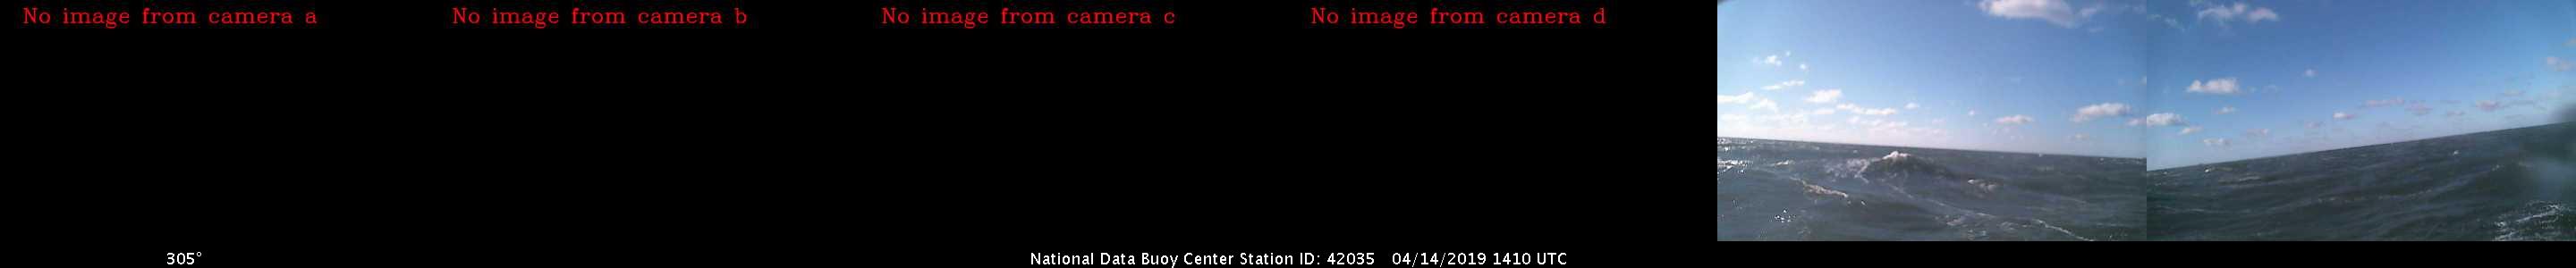 No image from camera a
No image from camera b
No image from camera c
No image from camera d
305°
National Data Buoy Center Station ID: 42035 04/14/2019 1410 UTC